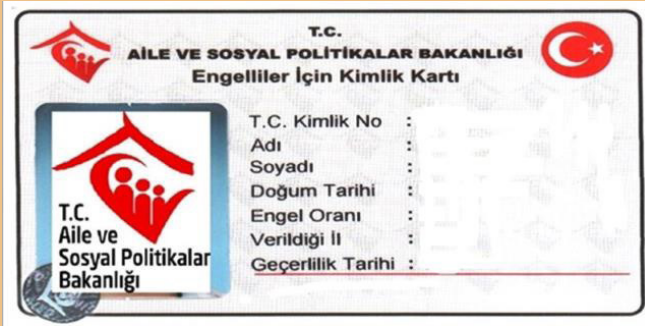 T.C.
AİLE VE SOSYAL POLİTİKALAR BAKANLIĞI
Engelliler İçin Kimlik Kartı
T.C. Kimlik No :
Adı :
Soyadı :
Doğum Tarihi :
Engel Oranı :
Verildiği İl :
Geçerlilik Tarihi :
T.C.
Aile ve
Sosyal Politikalar
Bakanlığı